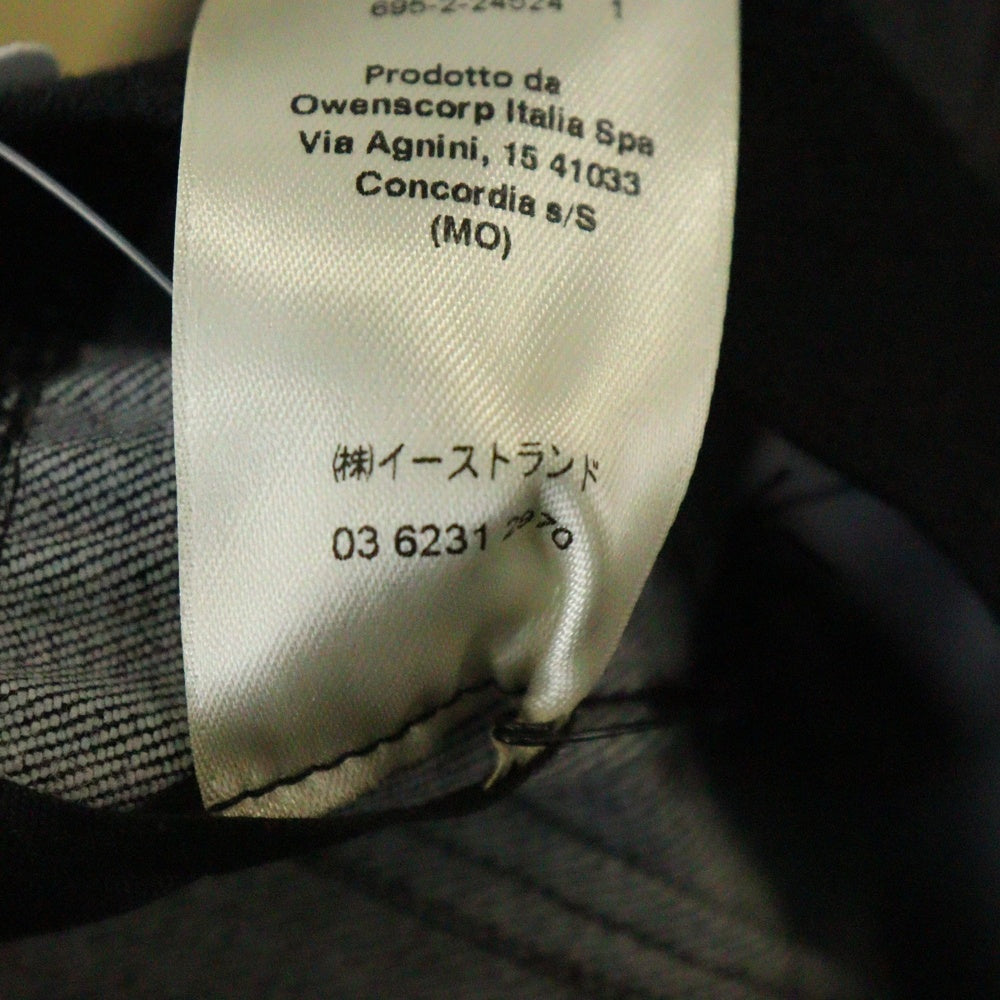 Prodotto da
Owenscorp Italia Spa
Via Agnini, 15 41033
Concordia s/S
(MO)
(株)イーストランド
03 6231